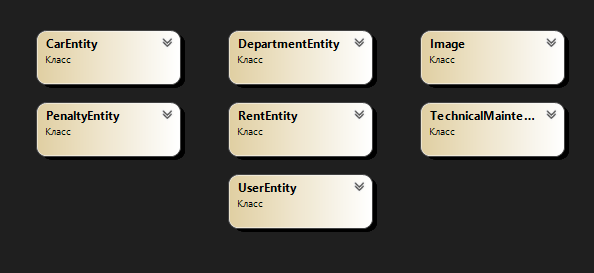 CarEntity
Класс
DepartmentEntity
Класс
Image
Класс
PenaltyEntity
Класс
RentEntity
Класс
TechnicalMainte...
Класс
UserEntity
Класс